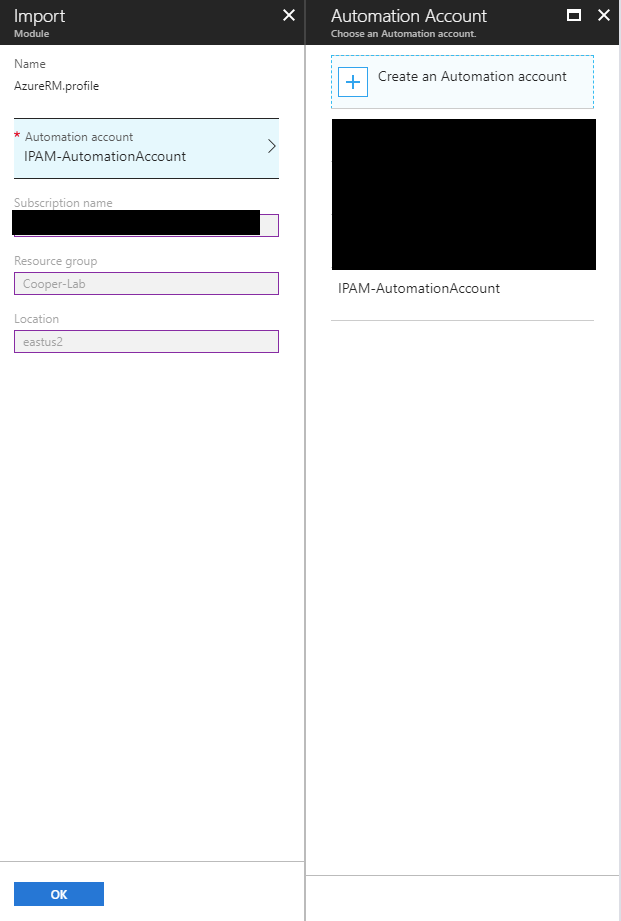 Import
Module
Name
AzureRM.profile
* Automation account
IPAM-AutomationAccount
Subscription name
Resource group
Cooper-Lab
Location
eastus2
OK
Automation Account
Choose an Automation account.
Create an Automation account
IPAM-AutomationAccount